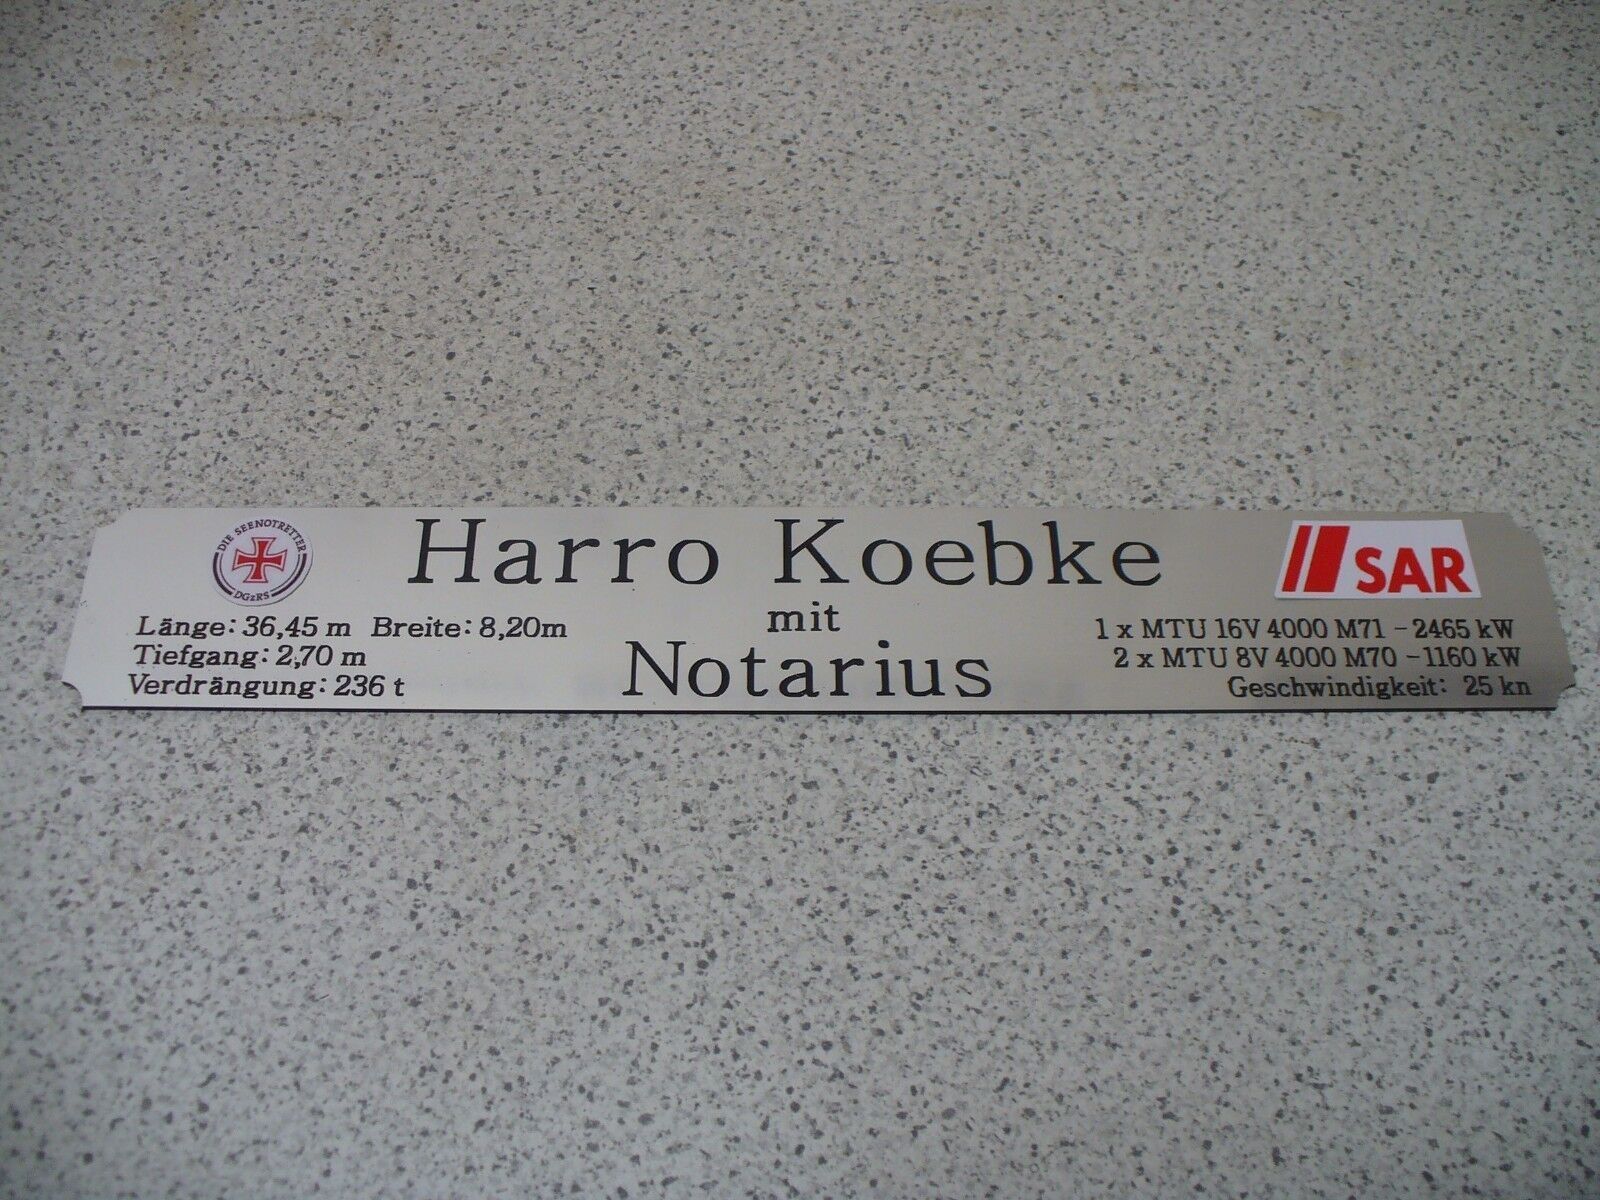 DIE SEENOTRETTER
DGzRS
Harro Koebke
mit
Notarius
Länge: 36,45 m Breite: 8,20m
Tiefgang: 2,70 m
Verdrängung: 236 t
SAR
1 x MTU 16V 4000 M71 - 2465 kW
2 x MTU 8V 4000 M70 - 1160 kW
Geschwindigkeit: 25 kn